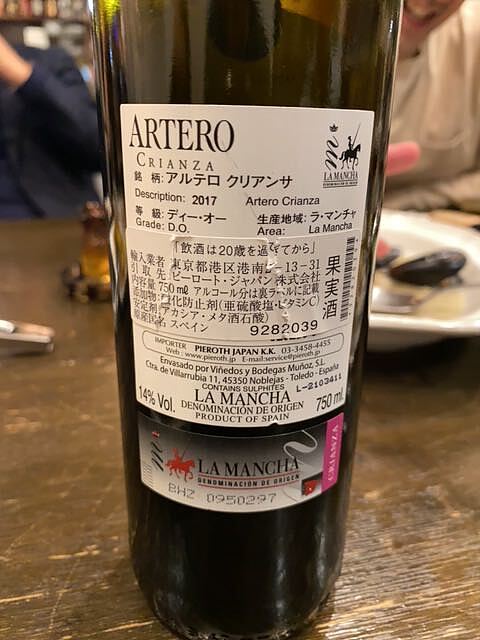 ARTERO
CRIANZA
銘 柄: アルテロ クリアンサ
Description: 2017 Artero Crianza
等 級: ディー・オー 生産地域: ラ・マンチャ
Grade: D.O. Area: La Mancha
m
LA MANCHA
DENOMINACIÓN DE ORIGEN
「飲酒は20歳を過ぎてから」
輸入業者 東京都港区港南 2-13-31
引取先 ピーロート・ジャパン株式会社
内容量 750 ml アルコール分は裏ラベルに記載
酸化防止剤(亜硫酸塩・ビタミンC)
アカシア・メタ酒石酸)
スペイン
9282039
果実酒
IMPORTER PIEROTH JAPAN K.K. 03-3458-4455
Web : www.pieroth.jp E-mail:service@pieroth.jp
Envasado por Viñedos y Bodegas Muñoz, S.L.
Ctra. de Villarrubia 11, 45350 Noblejas - Toledo - España
CONTAINS SULPHITES
L-2103411
14% Vol.
LA MANCHA
DENOMINACIÓN DE ORIGEN
PRODUCT OF SPAIN
750 ml.
m
LA MANCHA
DENOMINACIÓN DE ORIGEN
BHZ 0950297
CRIANZA